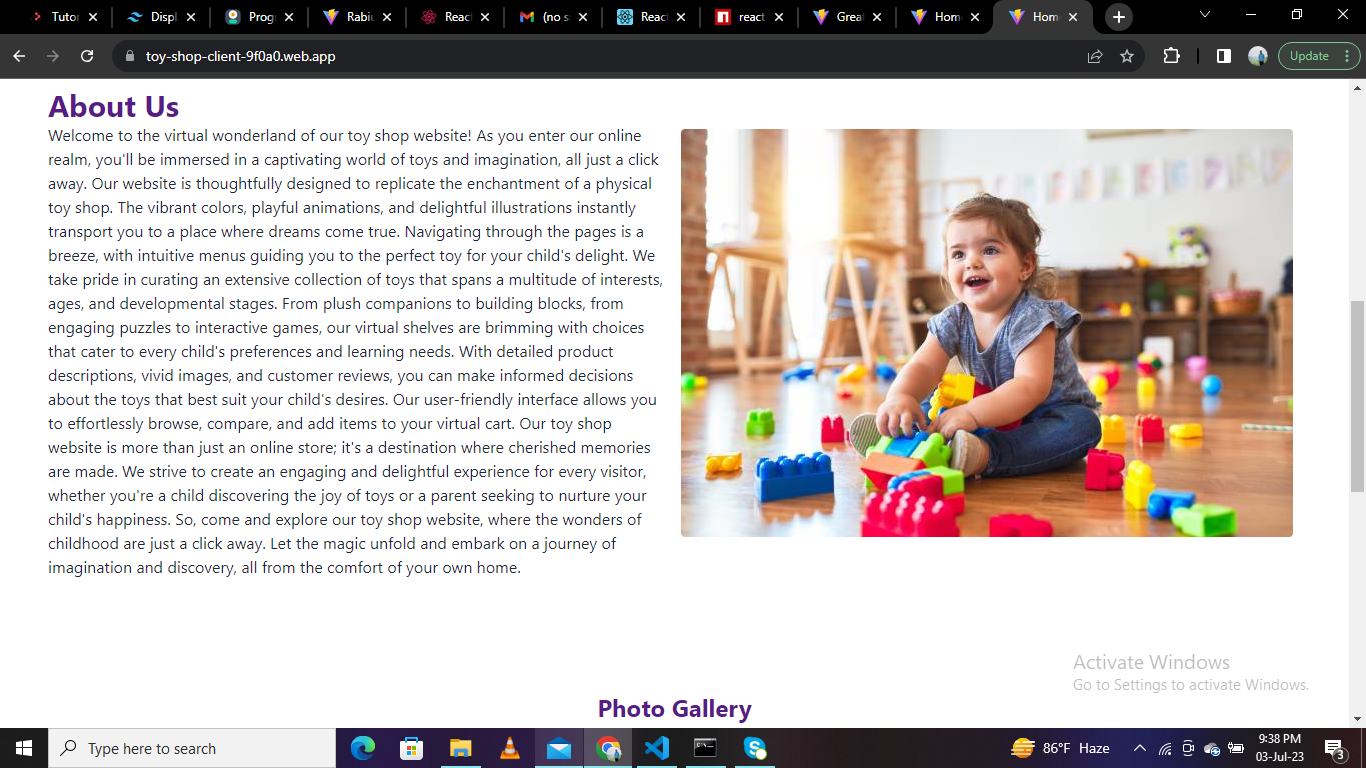 Tutor
Displ
Prog
Rabiu
Reac
(no s
React
react
Grea
Hom
Hom
toy-shop-client-9f0a0.web.app
Update
About Us
Welcome to the virtual wonderland of our toy shop website! As you enter our online
realm, you'll be immersed in a captivating world of toys and imagination, all just a click
away. Our website is thoughtfully designed to replicate the enchantment of a physical
toy shop. The vibrant colors, playful animations, and delightful illustrations instantly
transport you to a place where dreams come true. Navigating through the pages is a
breeze, with intuitive menus guiding you to the perfect toy for your child's delight. We
take pride in curating an extensive collection of toys that spans a multitude of interests,
ages, and developmental stages. From plush companions to building blocks, from
engaging puzzles to interactive games, our virtual shelves are brimming with choices
that cater to every child's preferences and learning needs. With detailed product
descriptions, vivid images, and customer reviews, you can make informed decisions
about the toys that best suit your child's desires. Our user-friendly interface allows you
to effortlessly browse, compare, and add items to your virtual cart. Our toy shop
website is more than just an online store; it's a destination where cherished memories
are made. We strive to create an engaging and delightful experience for every visitor,
whether you're a child discovering the joy of toys or a parent seeking to nurture your
child's happiness. So, come and explore our toy shop website, where the wonders of
childhood are just a click away. Let the magic unfold and embark on a journey of
imagination and discovery, all from the comfort of your own home.
Activate Windows
Go to Settings to activate Windows.
Photo Gallery
Type here to search
86°F Haze
9:38 PM
03-Jul-23
3